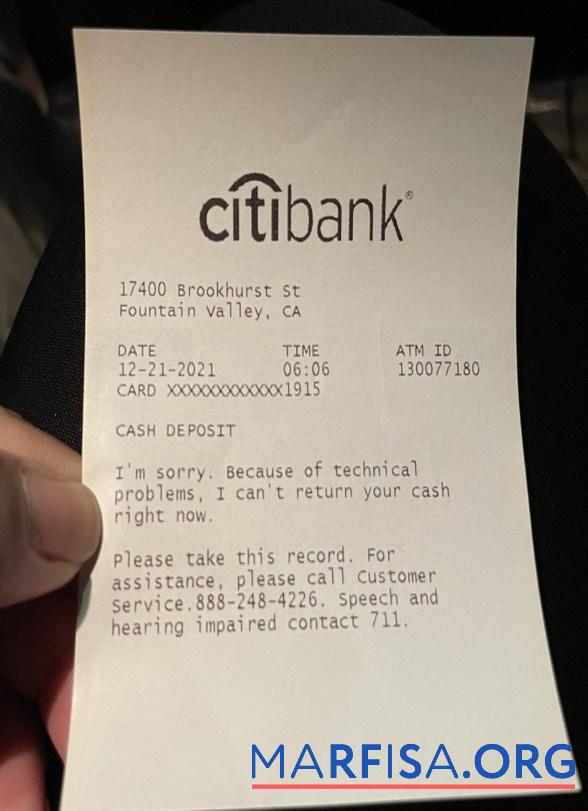 citibank®
17400 Brookhurst St
Fountain Valley, CA
DATE TIME ATM ID
12-21-2021 06:06 130077180
CARD XXXXXXXXXXXX1915
CASH DEPOSIT
I'm sorry. Because of technical
problems, I can't return your cash
right now.
Please take this record. For
assistance, please call Customer
Service.888-248-4226. Speech and
hearing impaired contact 711.
MARFISA.ORG